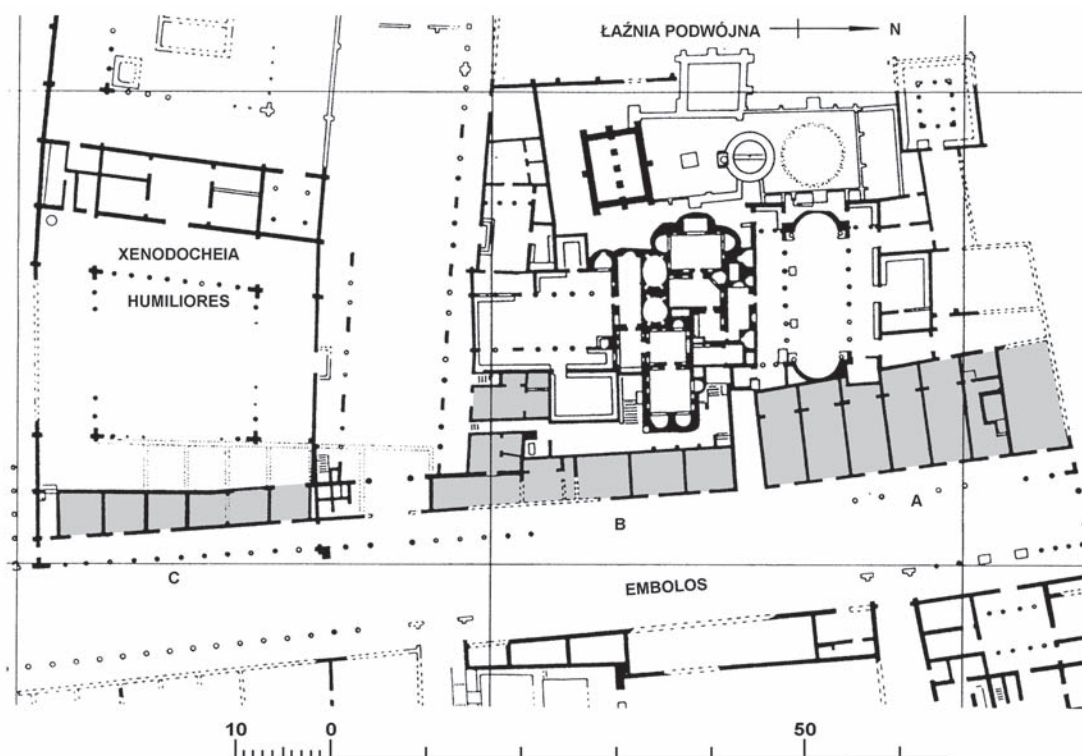 ŁAŹNIA PODWÓJNA
N
XENODOCHEIA
HUMILIORES
A
B
C
EMBOLOS
10 0 50